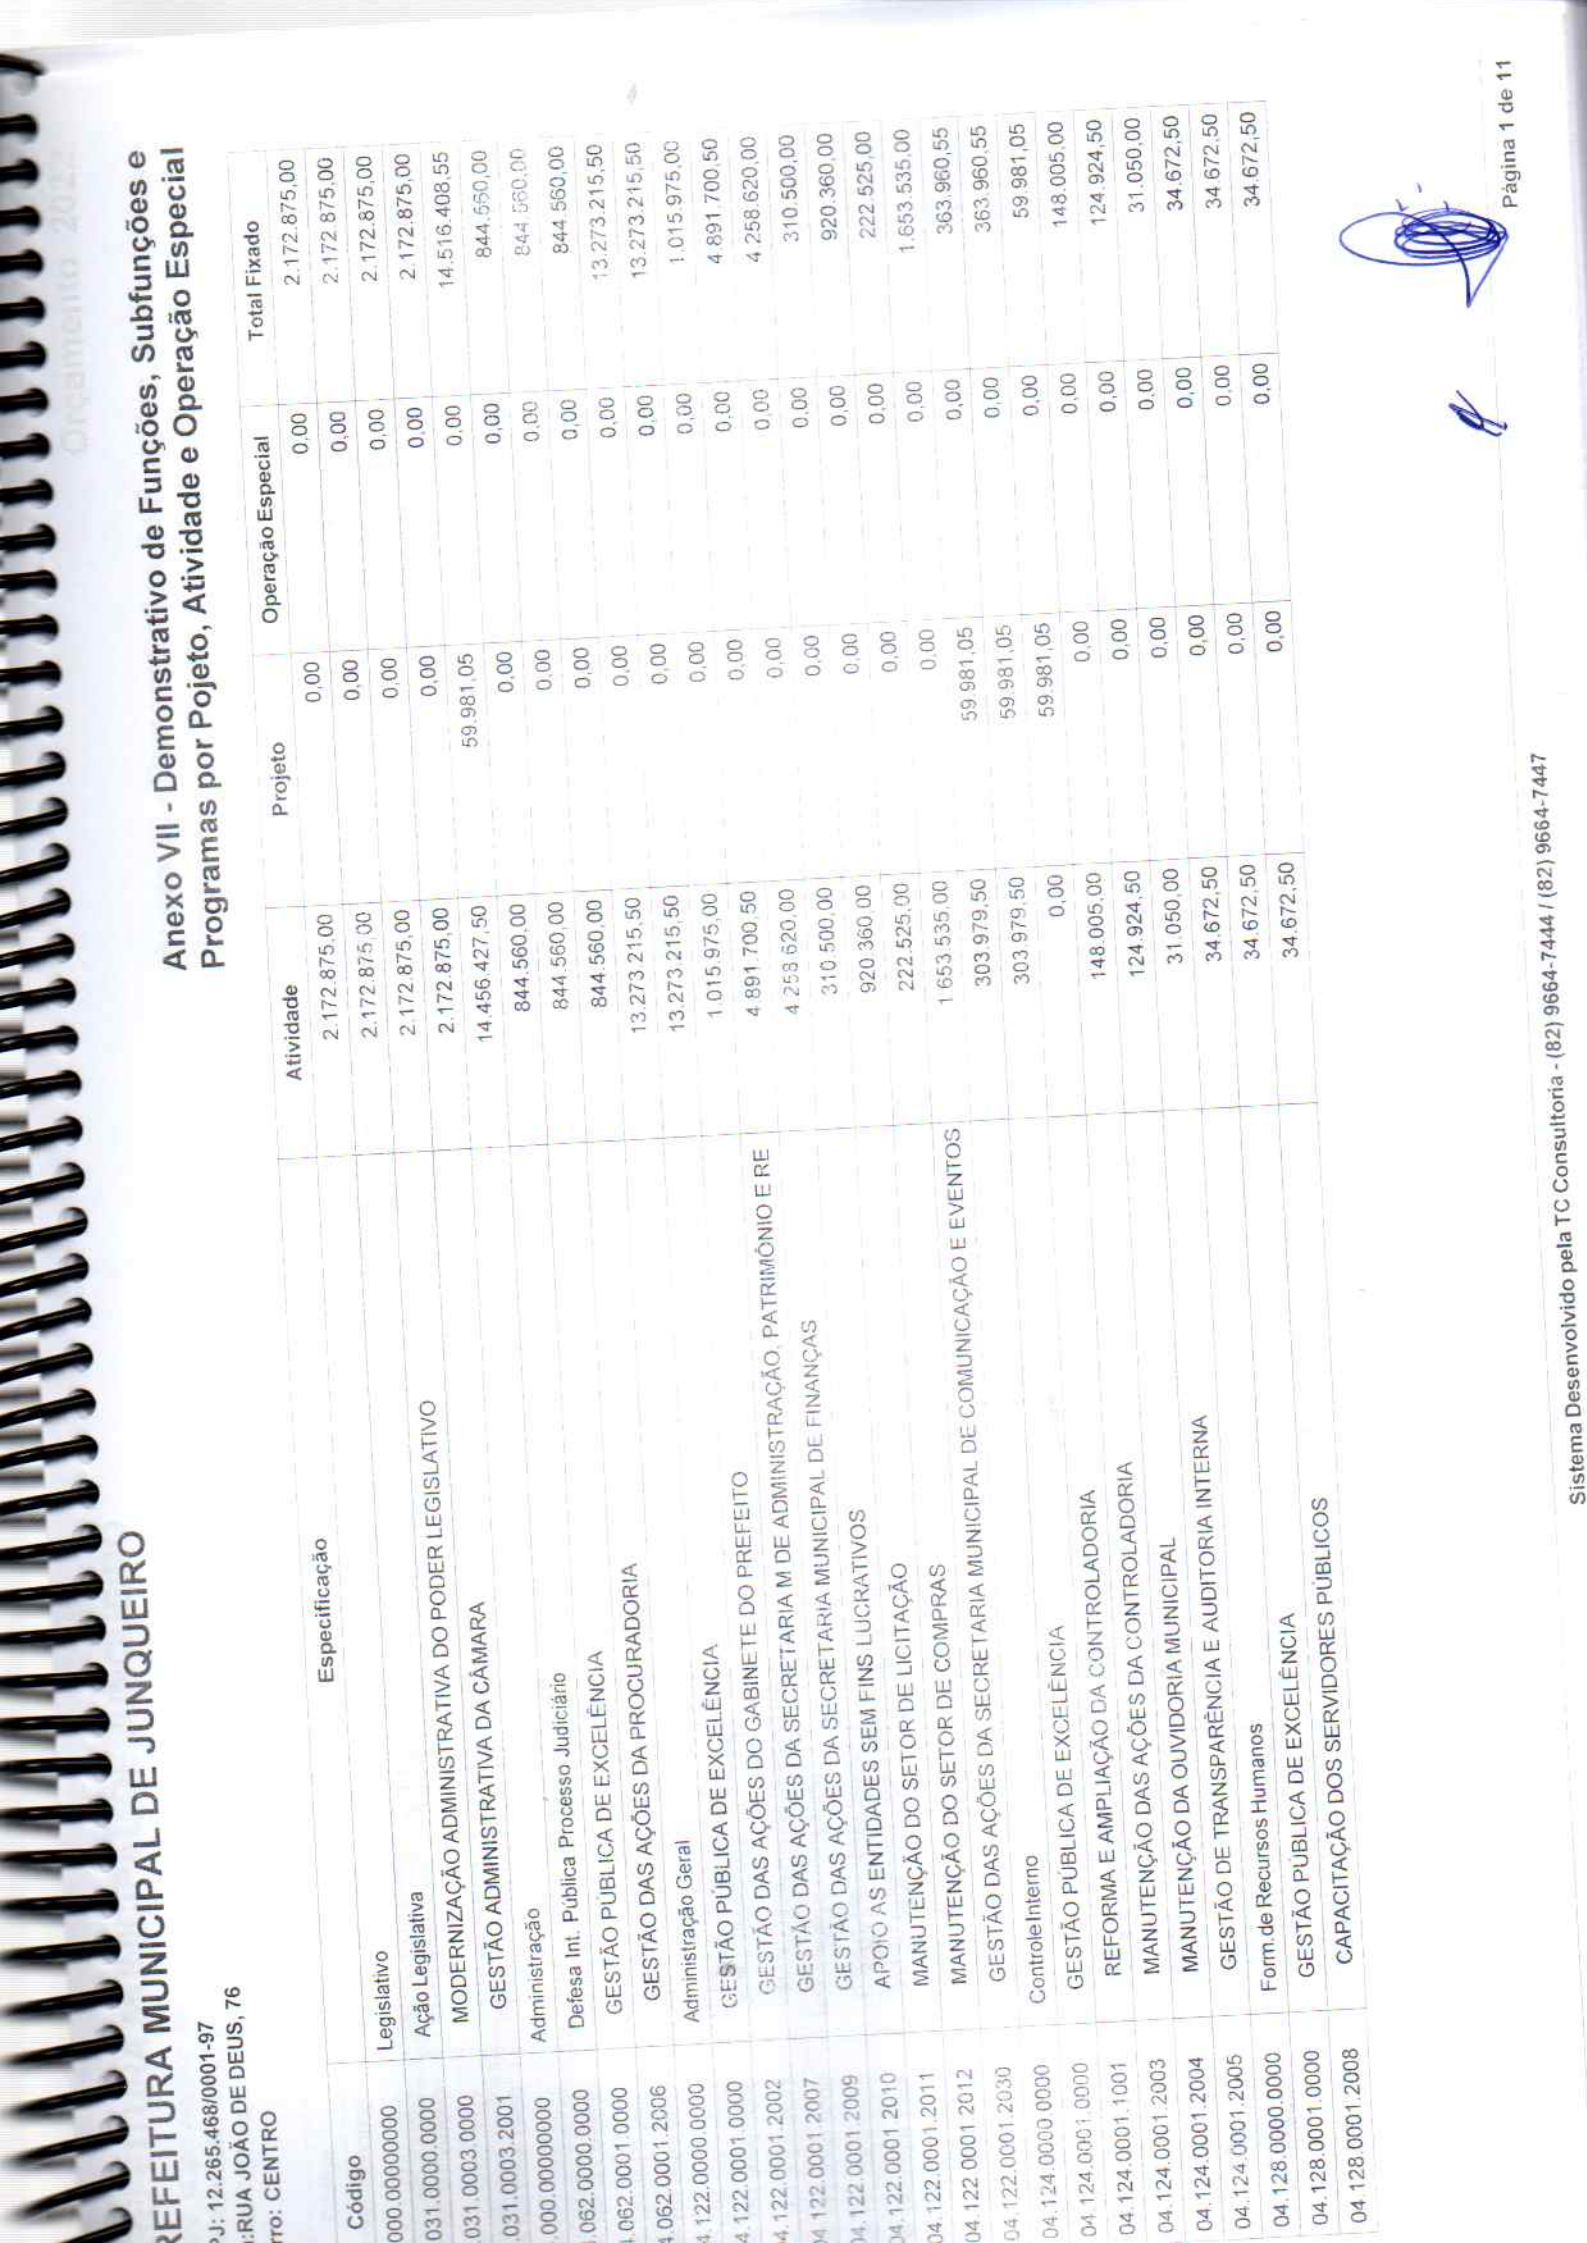 Orçamento 202
REFEITURA MUNICIPAL DE JUNQUEIRO
PJ: 12.265.468/0001-97
:RUA JOÃO DE DEUS, 76
rro: CENTRO
Anexo VII - Demonstrativo de Funções, Subfunções e
Programas por Pojeto, Atividade e Operação Especial
Código Especificação Atividade Projeto Operação Especial Total Fixado
000.00000000 Legislativo 2.172.875,00 0,00 0,00 2.172.875,00
031.0000.0000 Ação Legislativa 2.172.875,00 0,00 0,00 2.172.875,00
.031.0003.0000 MODERNIZAÇÃO ADMINISTRATIVA DO PODER LEGISLATIVO 2.172.875,00 0,00 0,00 2.172.875,00
.031.0003.2001 GESTÃO ADMINISTRATIVA DA CÂMARA 2.172.875,00 0,00 0,00 2.172.875,00
.000.00000000 Administração 14.456.427,50 59.981,05 0,00 14.516.408,55
.062.0000.0000 Defesa Int. Pública Processo Judiciário 844.560,00 0,00 0,00 844.560,00
.062.0001.0000 GESTÃO PÚBLICA DE EXCELÊNCIA 844.560,00 0,00 0,00 844.560,00
4.062.0001.2006 GESTÃO DAS AÇÕES DA PROCURADORIA 844.560,00 0,00 0,00 844.560,00
4.122.0000.0000 Administração Geral 13.273.215,50 0,00 0,00 13.273.215,50
4.122.0001.0000 GESTÃO PÚBLICA DE EXCELÊNCIA 13.273.215,50 0,00 0,00 13.273.215,50
4.122.0001.2002 GESTÃO DAS AÇÕES DO GABINETE DO PREFEITO 1.015.975,00 0,00 0,00 1.015.975,00
04.122.0001.2007 GESTÃO DAS AÇÕES DA SECRETARIA M DE ADMINISTRAÇÃO, PATRIMÔNIO E RE 4.891.700,50 0,00 0,00 4.891.700,50
04.122.0001.2009 GESTÃO DAS AÇÕES DA SECRETARIA MUNICIPAL DE FINANÇAS 4.258.620,00 0,00 0,00 4.258.620,00
04.122.0001.2010 APOIO AS ENTIDADES SEM FINS LUCRATIVOS 310.500,00 0,00 0,00 310.500,00
04.122.0001.2011 MANUTENÇÃO DO SETOR DE LICITAÇÃO 920.360,00 0,00 0,00 920.360,00
04.122.0001.2012 MANUTENÇÃO DO SETOR DE COMPRAS 222.525,00 0,00 0,00 222.525,00
04.122.0001.2030 GESTÃO DAS AÇÕES DA SECRETARIA MUNICIPAL DE COMUNICAÇÃO E EVENTOS 1.653.535,00 0,00 0,00 1.653.535,00
04.124.0000.0000 Controle Interno 303.979,50 59.981,05 0,00 363.960,55
04.124.0001.0000 GESTÃO PÚBLICA DE EXCELÊNCIA 303.979,50 59.981,05 0,00 363.960,55
04.124.0001.1001 REFORMA E AMPLIAÇÃO DA CONTROLADORIA 0,00 59.981,05 0,00 59.981,05
04.124.0001.2003 MANUTENÇÃO DAS AÇÕES DA CONTROLADORIA 148.005,00 0,00 0,00 148.005,00
04.124.0001.2004 MANUTENÇÃO DA OUVIDORIA MUNICIPAL 124.924,50 0,00 0,00 124.924,50
04.124.0001.2005 GESTÃO DE TRANSPARÊNCIA E AUDITORIA INTERNA 31.050,00 0,00 0,00 31.050,00
04.128.0000.0000 Form.de Recursos Humanos 34.672,50 0,00 0,00 34.672,50
04.128.0001.0000 GESTÃO PÚBLICA DE EXCELÊNCIA 34.672,50 0,00 0,00 34.672,50
04.128.0001.2008 CAPACITAÇÃO DOS SERVIDORES PÚBLICOS 34.672,50 0,00 0,00 34.672,50
Página 1 de 11
Sistema Desenvolvido pela TC Consultoria - (82) 9664-7444 / (82) 9664-7447